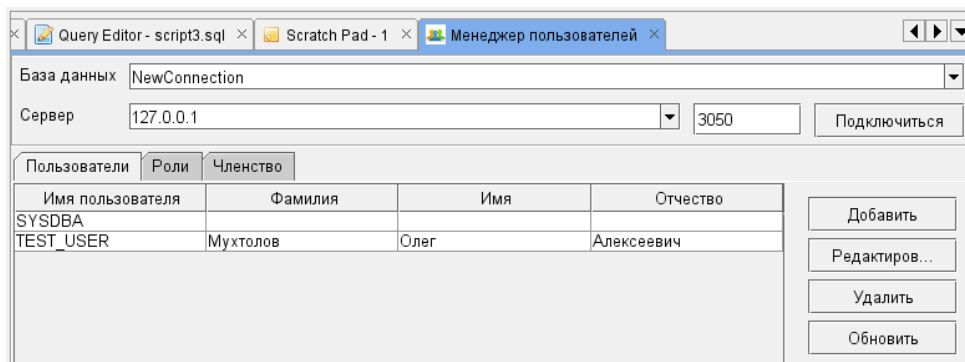 Query Editor - script3.sql Scratch Pad - 1 Менеджер пользователей
База данных NewConnection
Сервер 127.0.0.1 3050 Подключиться
Пользователи Роли Членство
Имя пользователя Фамилия Имя Отчество
SYSDBA
TEST_USER Мухтолов Олег Алексеевич
Добавить
Редактиров...
Удалить
Обновить